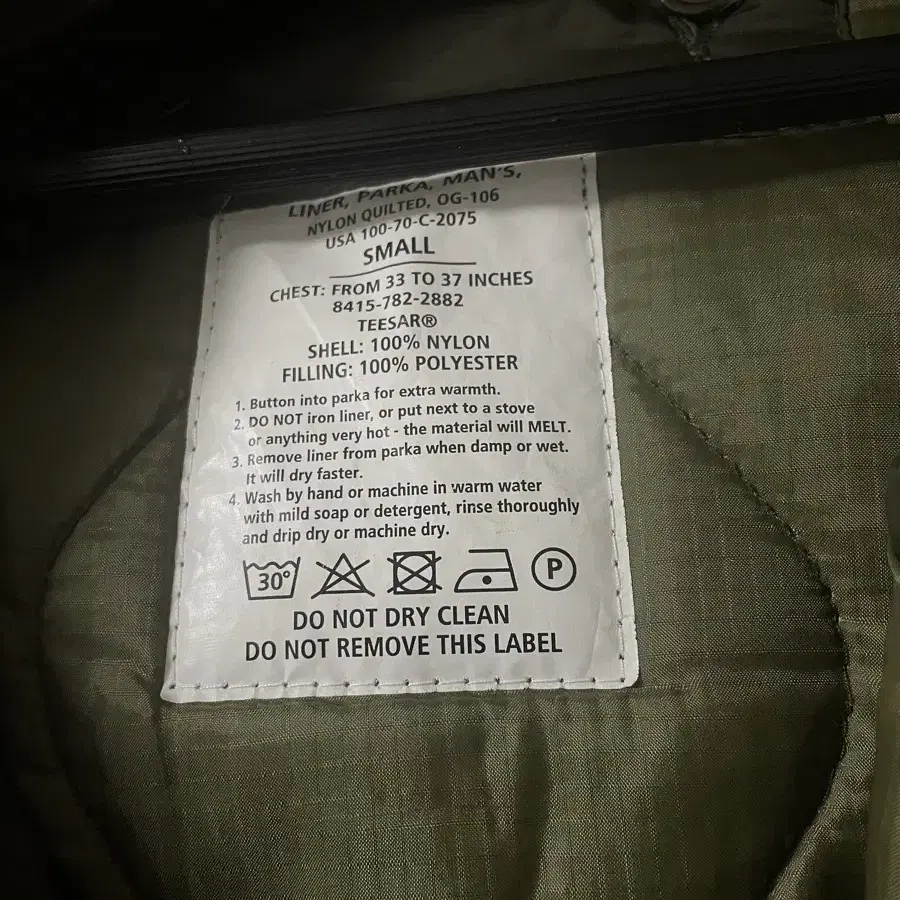 LINER, PARKA, MAN'S,
NYLON QUILTED, OG-106
USA 100-70-C-2075
SMALL
CHEST: FROM 33 TO 37 INCHES
8415-782-2882
TEESAR®
SHELL: 100% NYLON
FILLING: 100% POLYESTER
1. Button into parka for extra warmth.
2. DO NOT iron liner, or put next to a stove
or anything very hot - the material will MELT.
3. Remove liner from parka when damp or wet.
It will dry faster.
4. Wash by hand or machine in warm water
with mild soap or detergent, rinse thoroughly
and drip dry or machine dry.
30° P
DO NOT DRY CLEAN
DO NOT REMOVE THIS LABEL